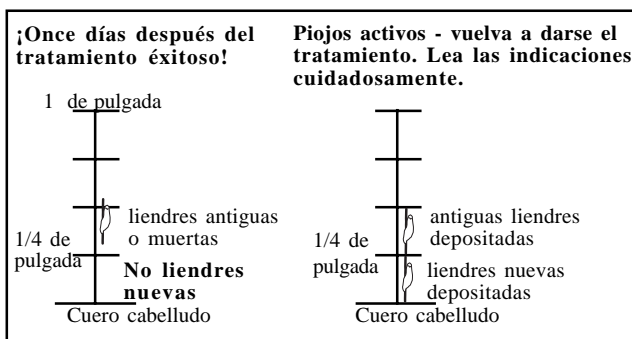 ¡Once días después del
tratamiento éxitoso!
1 de pulgada
liendres antiguas
o muertas
1/4 de
pulgada
No liendres
nuevas
Cuero cabelludo
Piojos activos - vuelva a darse el
tratamiento. Lea las indicaciones
cuidadosamente.
antiguas liendres
depositadas
1/4 de
pulgada
liendres nuevas
depositadas
Cuero cabelludo